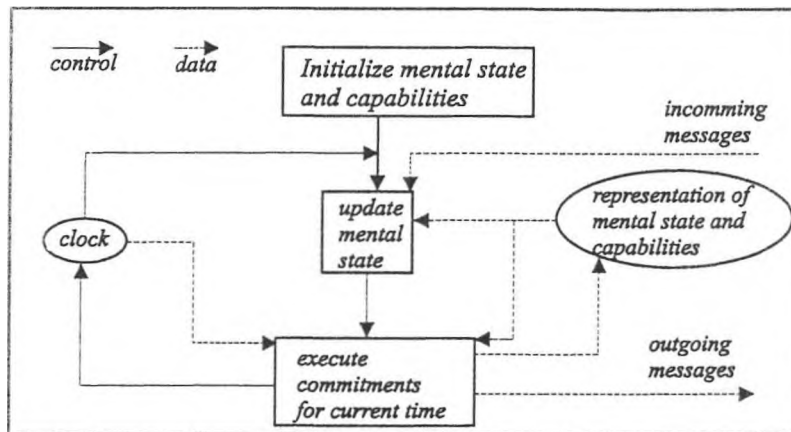 control
data
Initialize mental state
and capabilities
incomming
messages
representation of
mental state and
capabilities
update
mental
state
clock
execute
commitments
for current time
outgoing
messages